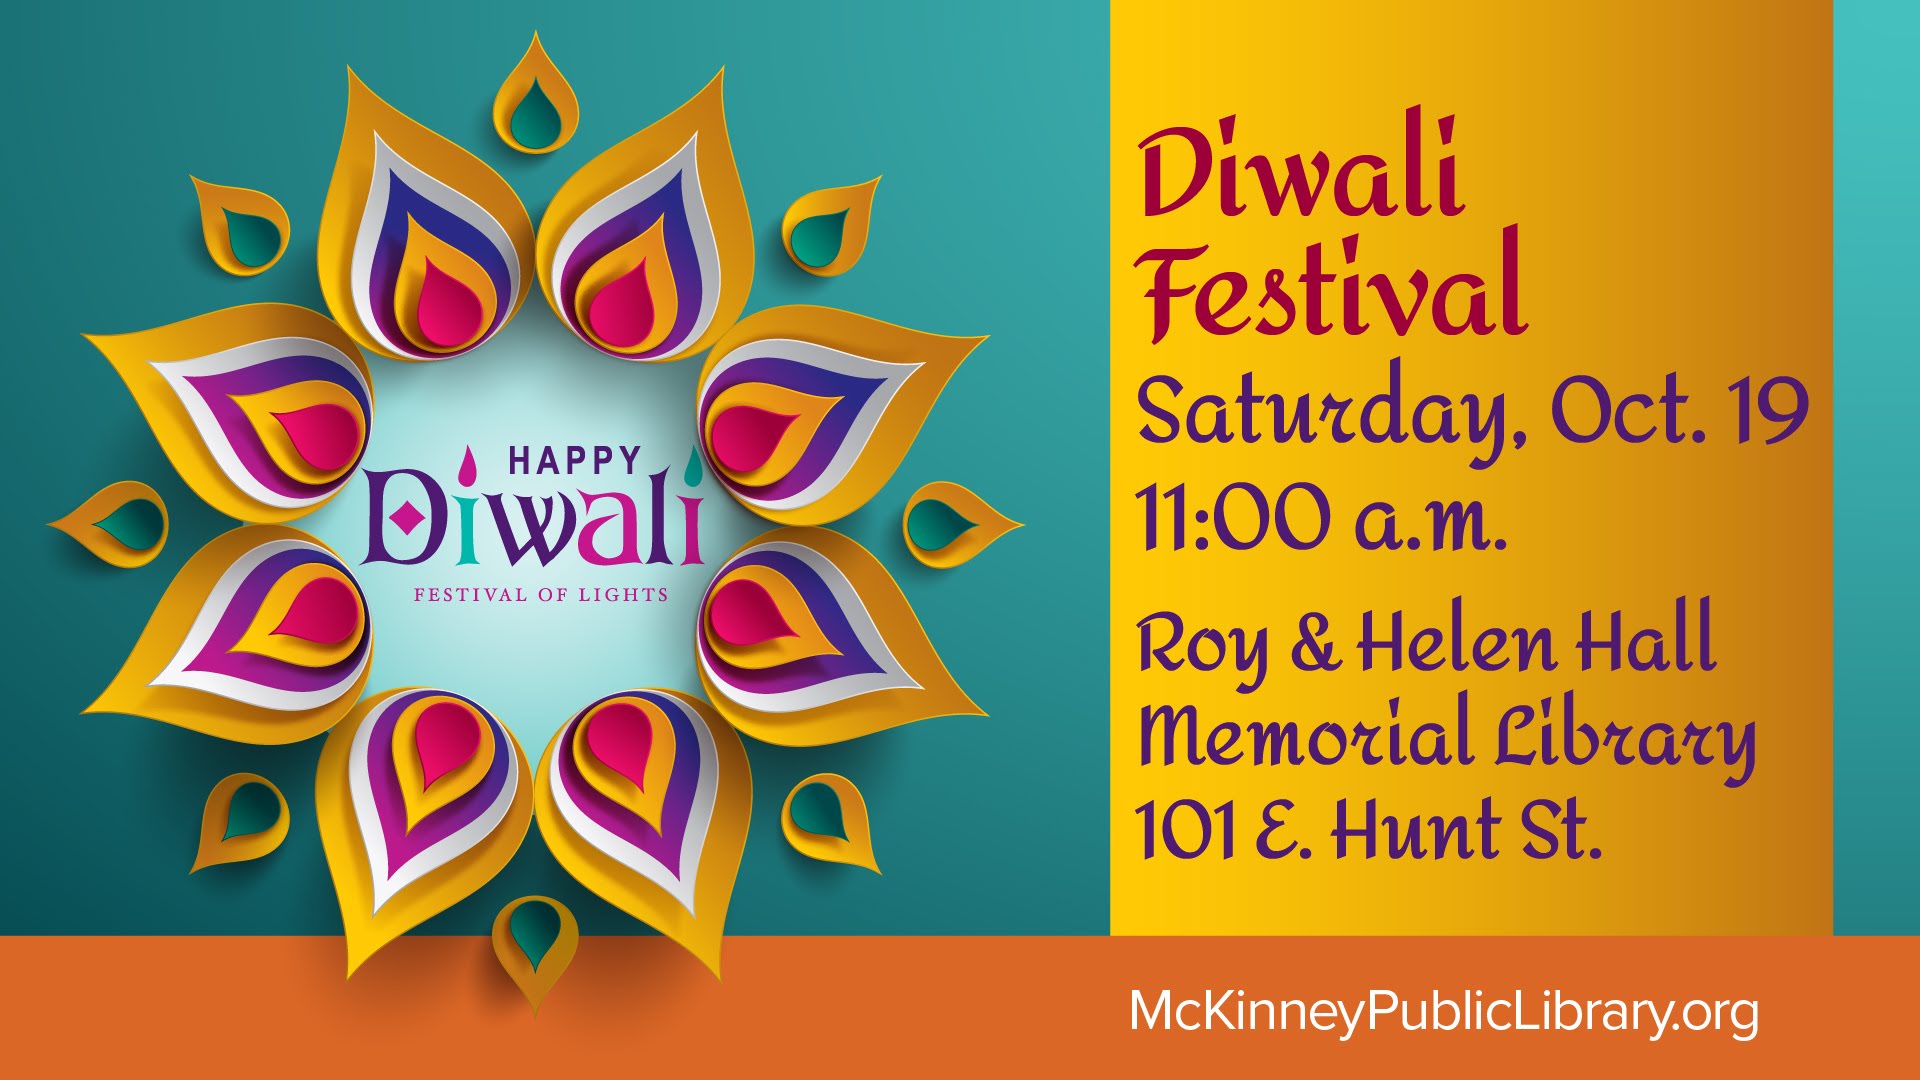 HAPPY
Diwali
FESTIVAL OF LIGHTS
Diwali
Festival
Saturday, Oct. 19
11:00 a.m.
Roy & Helen Hall
Memorial Library
101 E. Hunt St.
McKinneyPublicLibrary.org